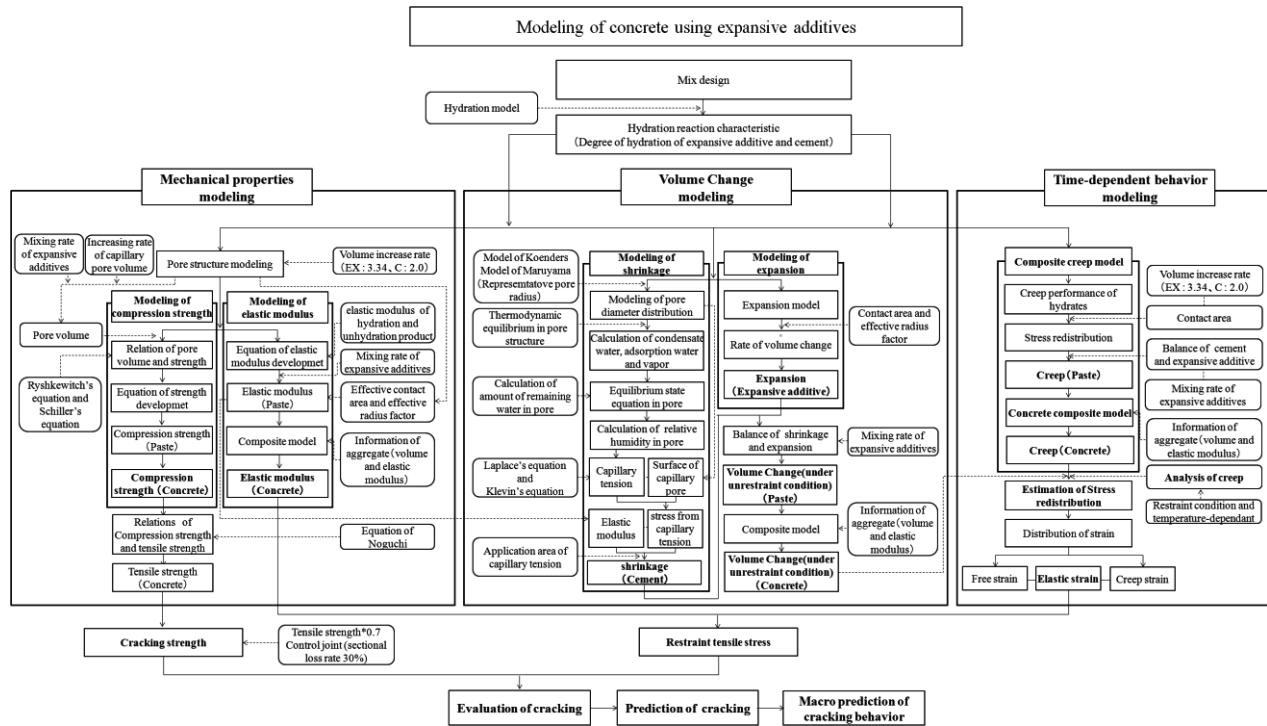 Modeling of concrete using expansive additives
Mix design
Hydration model
Hydration reaction characteristic
(Degree of hydration of expansive additive and cement)
Mechanical properties
modeling
Mixing rate
of expansive
additives
Increasing rate
of capillary
pore volume
Pore structure modeling
Volume increase rate
(EX : 3.34、C : 2.0)
Modeling of
compression strength
Modeling of
elastic modulus
Pore volume
Relation of pore
volume and strength
Equation of elastic
modulus developmet
elastic modulus of
hydration and
unhydration product
Mixing rate of
expansive additives
Ryshkewitch's
equation and
Schiller's
equation
Equation of strength
developmet
Elastic modulus
(Paste)
Effective contact
area and effective
radius factor
Compression strength
(Paste)
Composite model
Information of
aggregate(volume
and elastic
modulus)
Compression
strength (Concrete)
Elastic modulus
(Concrete)
Relations of
Compression strength
and tensile strength
Equation of
Noguchi
Tensile strength
(Concrete)
Volume Change
modeling
Model of Koenders
Model of Maruyama
(Representatove pore
radius)
Modeling of
shrinkage
Modeling of
expansion
Modeling of pore
diameter distribution
Expansion model
Thermodynamic
equilibrium in pore
structure
Contact area and
effective radius
factor
Calculation of condensate
water, adsorption water
and vapor
Rate of volume change
Calculation of
amount of remaining
water in pore
Equilibrium state
equation in pore
Expansion
(Expansive additive)
Calculation of relative
humidity in pore
Balance of shrinkage
and expansion
Mixing rate of
expansive additives
Laplace's equation
and
Klevin's equation
Capillary
tension
Surface of
capillary
pore
Volume Change(under
unrestraint condition)
(Paste)
Elastic
modulus
stress from
capillary
tension
Composite model
Information of
aggregate(volume
and elastic
modulus)
Application area of
capillary tension
shrinkage
(Cement)
Volume Change(under
unrestraint condition)
(Concrete)
Time-dependent behavior
modeling
Composite creep model
Volume increase rate
(EX : 3.34、C : 2.0)
Creep performance of
hydrates
Contact area
Stress redistribution
Balance of cement
and expansive additive
Creep (Paste)
Mixing rate of
expansive additives
Concrete composite model
Information of
aggregate(volume and
elastic modulus)
Creep (Concrete)
Analysis of creep
Estimation of Stress
redistribution
Restraint condition and
temperature-dependant
Distribution of strain
Free strain
Elastic strain
Creep strain
Cracking strength
Tensile strength*0.7
Control joint (sectional
loss rate 30%)
Restraint tensile stress
Evaluation of cracking
Prediction of cracking
Macro prediction of
cracking behavior